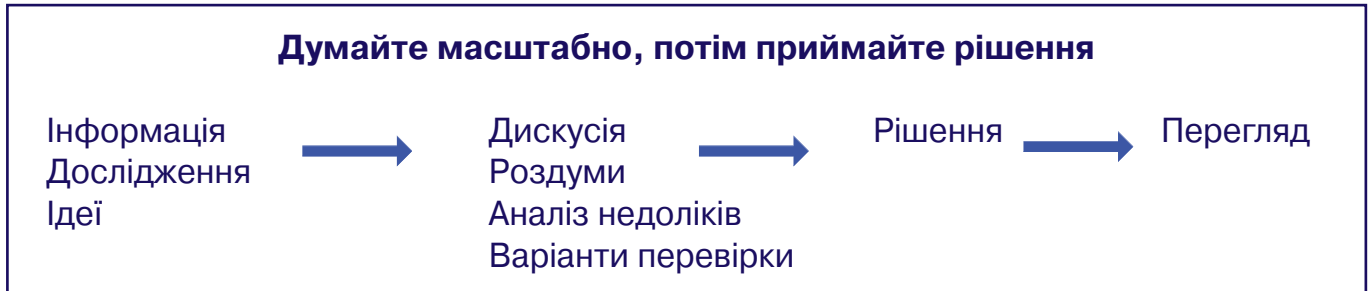 Думайте масштабно, потім приймайте рішення
Інформація
Дослідження
Ідеї
Дискусія
Роздуми
Аналіз недоліків
Варіанти перевірки
Рішення
Перегляд